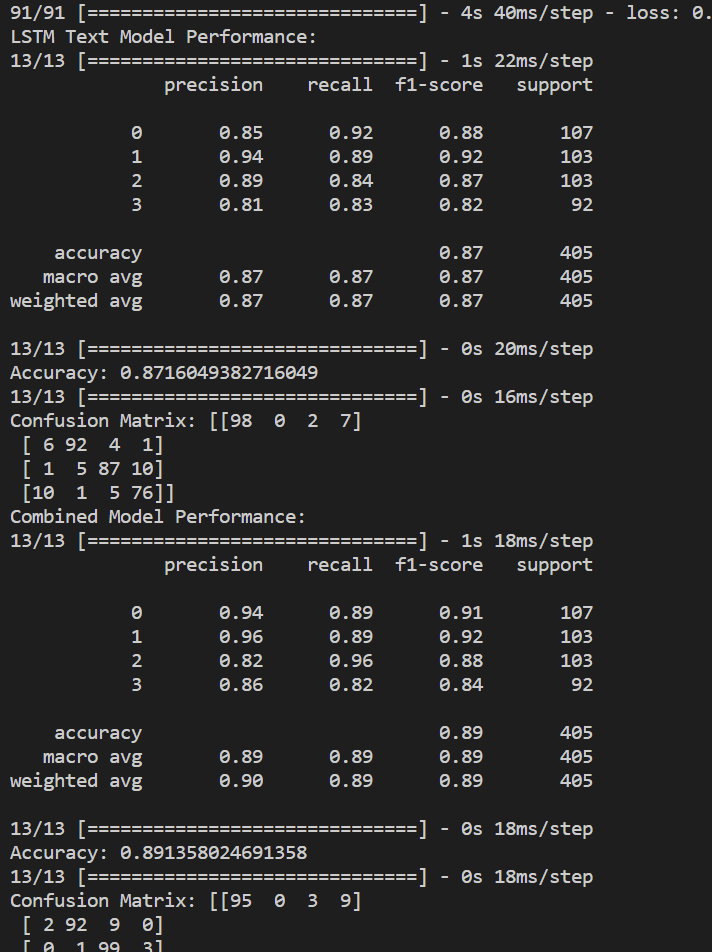 91/91 [==============================] - 4s 40ms/step - loss: 0.
LSTM Text Model Performance:
13/13 [==============================] - 1s 22ms/step
              precision    recall  f1-score   support

           0       0.85      0.92      0.88       107
           1       0.94      0.89      0.92       103
           2       0.89      0.84      0.87       103
           3       0.81      0.83      0.82        92

    accuracy                           0.87       405
   macro avg       0.87      0.87      0.87       405
weighted avg       0.87      0.87      0.87       405

13/13 [==============================] - 0s 20ms/step
Accuracy: 0.8716049382716049
13/13 [==============================] - 0s 16ms/step
Confusion Matrix: [[98  0  2  7]
 [ 6 92  4  1]
 [ 1  5 87 10]
 [10  1  5 76]]
Combined Model Performance:
13/13 [==============================] - 1s 18ms/step
              precision    recall  f1-score   support

           0       0.94      0.89      0.91       107
           1       0.96      0.89      0.92       103
           2       0.82      0.96      0.88       103
           3       0.86      0.82      0.84        92

    accuracy                           0.89       405
   macro avg       0.89      0.89      0.89       405
weighted avg       0.90      0.89      0.89       405

13/13 [==============================] - 0s 18ms/step
Accuracy: 0.891358024691358
13/13 [==============================] - 0s 18ms/step
Confusion Matrix: [[95  0  3  9]
 [ 2 92  9  0]
 [ 0  1 99  3]